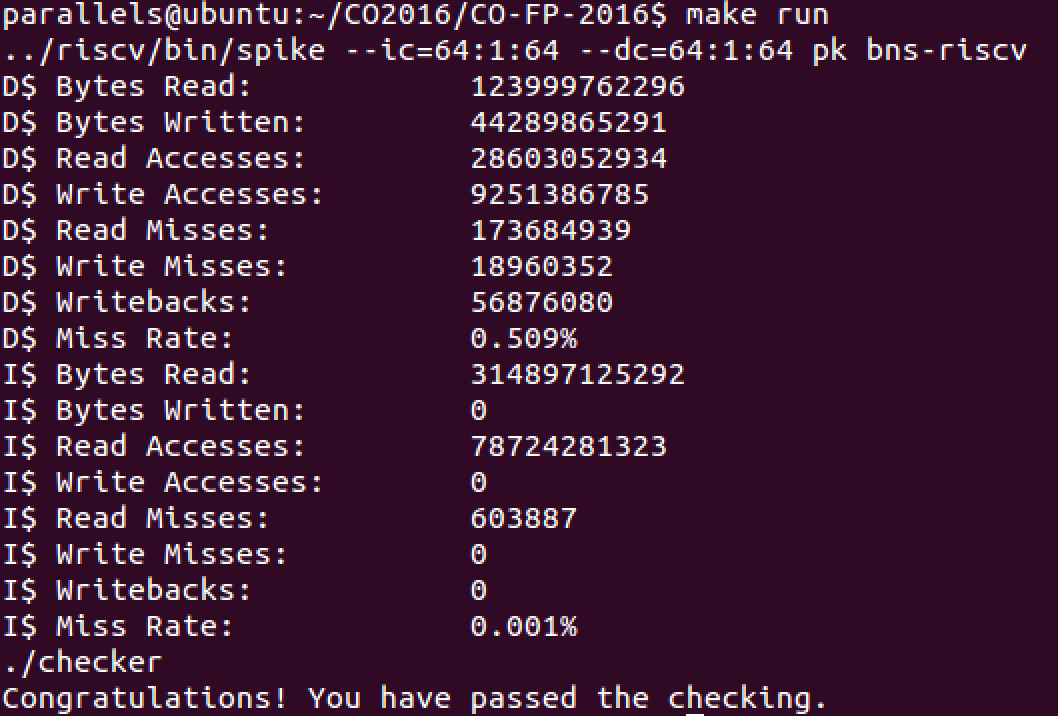 parallels@ubuntu:~/CO2016/CO-FP-2016$ make run
../riscv/bin/spike --ic=64:1:64 --dc=64:1:64 pk bns-riscv
D$ Bytes Read: 123999762296
D$ Bytes Written: 44289865291
D$ Read Accesses: 28603052934
D$ Write Accesses: 9251386785
D$ Read Misses: 173684939
D$ Write Misses: 18960352
D$ Writebacks: 56876080
D$ Miss Rate: 0.509%
I$ Bytes Read: 314897125292
I$ Bytes Written: 0
I$ Read Accesses: 78724281323
I$ Write Accesses: 0
I$ Read Misses: 603887
I$ Write Misses: 0
I$ Writebacks: 0
I$ Miss Rate: 0.001%
./checker
Congratulations! You have passed the checking.